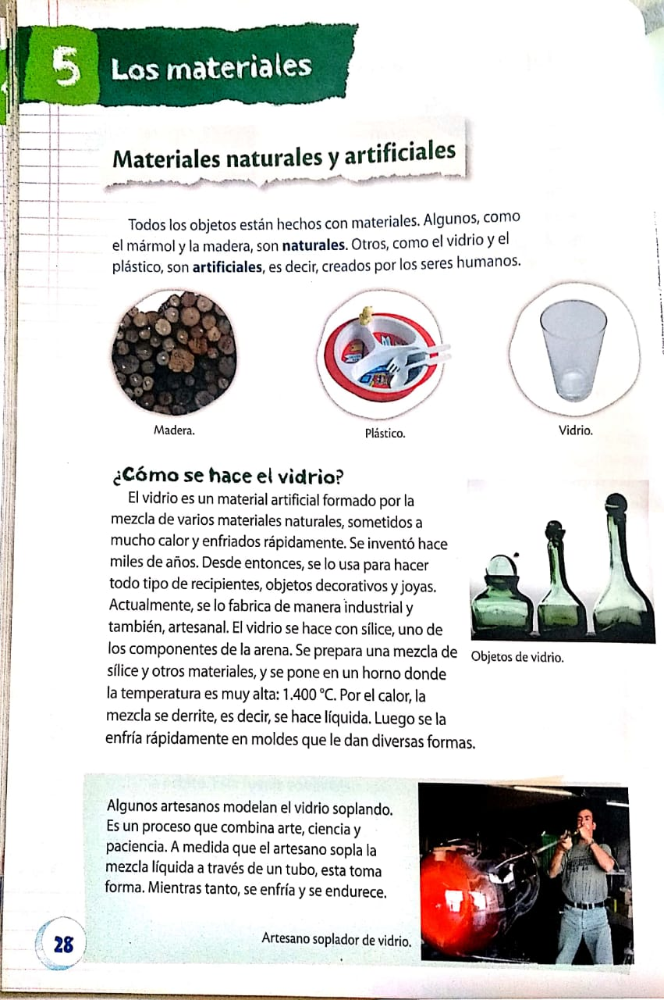 5 Los materiales
Materiales naturales y artificiales
Todos los objetos están hechos con materiales. Algunos, como
el mármol y la madera, son naturales. Otros, como el vidrio y el
plástico, son artificiales, es decir, creados por los seres humanos.
Madera.
Plástico.
Vidrio.
¿Cómo se hace el vidrio?
El vidrio es un material artificial formado por la
mezcla de varios materiales naturales, sometidos a
mucho calor y enfriados rápidamente. Se inventó hace
miles de años. Desde entonces, se lo usa para hacer
todo tipo de recipientes, objetos decorativos y joyas.
Actualmente, se lo fabrica de manera industrial y
también, artesanal. El vidrio se hace con sílice, uno de
los componentes de la arena. Se prepara una mezcla de
sílice y otros materiales, y se pone en un horno donde
la temperatura es muy alta: 1.400 °C. Por el calor, la
mezcla se derrite, es decir, se hace líquida. Luego se la
enfría rápidamente en moldes que le dan diversas formas.
Objetos de vidrio.
Algunos artesanos modelan el vidrio soplando.
Es un proceso que combina arte, ciencia y
paciencia. A medida que el artesano sopla la
mezcla líquida a través de un tubo, esta toma
forma. Mientras tanto, se enfría y se endurece.
Artesano soplador de vidrio.
28